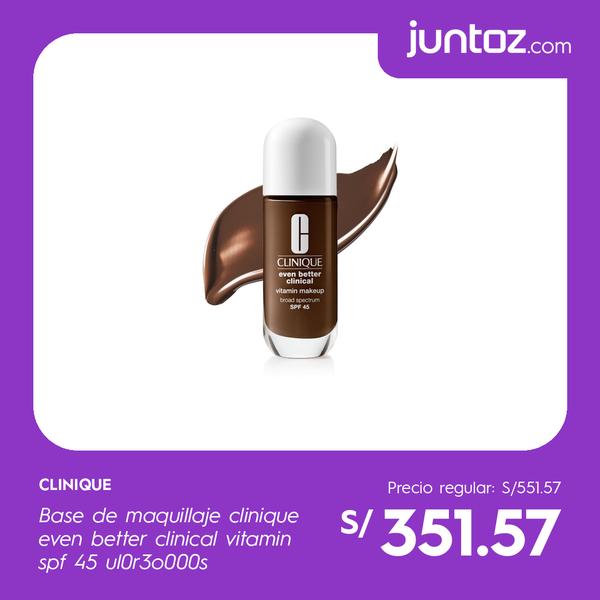 juntoz.com
C
CLINIQUE
even better
clinical
vitamin makeup
broad spectrum
SPF 45
CLINIQUE
Base de maquillaje clinique
even better clinical vitamin
spf 45 ul0r3o000s
Precio regular: S/551.57
S/ 351.57